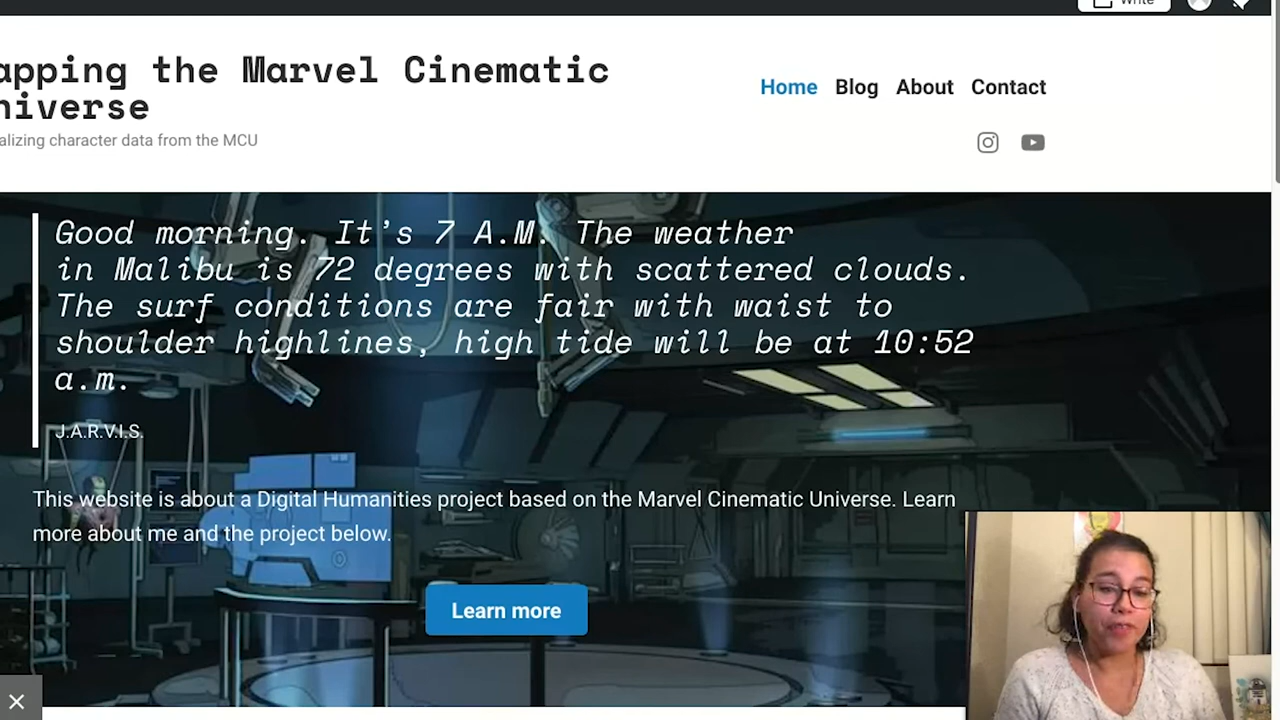 Write
apping the Marvel Cinematic
niverse
alizing character data from the MCU
Home Blog About Contact
Good morning. It's 7 A.M. The weather
in Malibu is 72 degrees with scattered clouds.
The surf conditions are fair with waist to
shoulder highlines, high tide will be at 10:52
a.m.
J.A.R.V.I.S.
This website is about a Digital Humanities project based on the Marvel Cinematic Universe. Learn
more about me and the project below.
Learn more